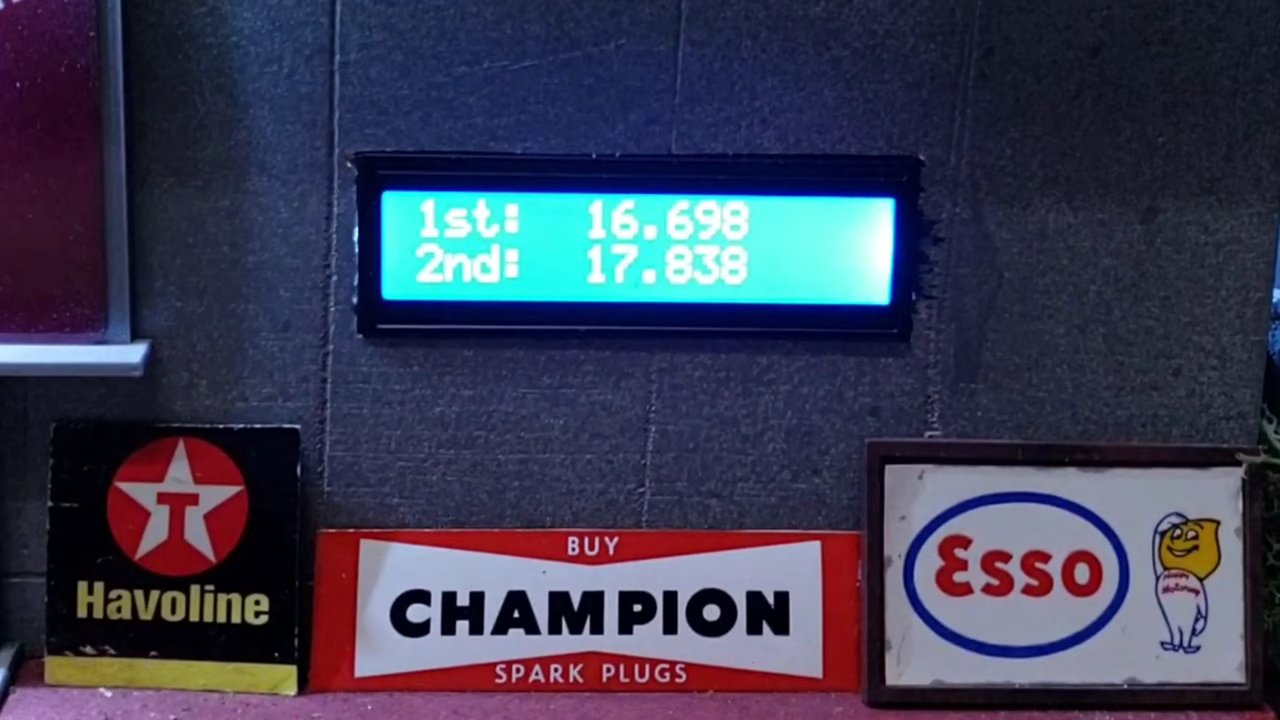 1st: 16.698
2nd: 17.838
T
Havoline
BUY
CHAMPION
SPARK PLUGS
Esso